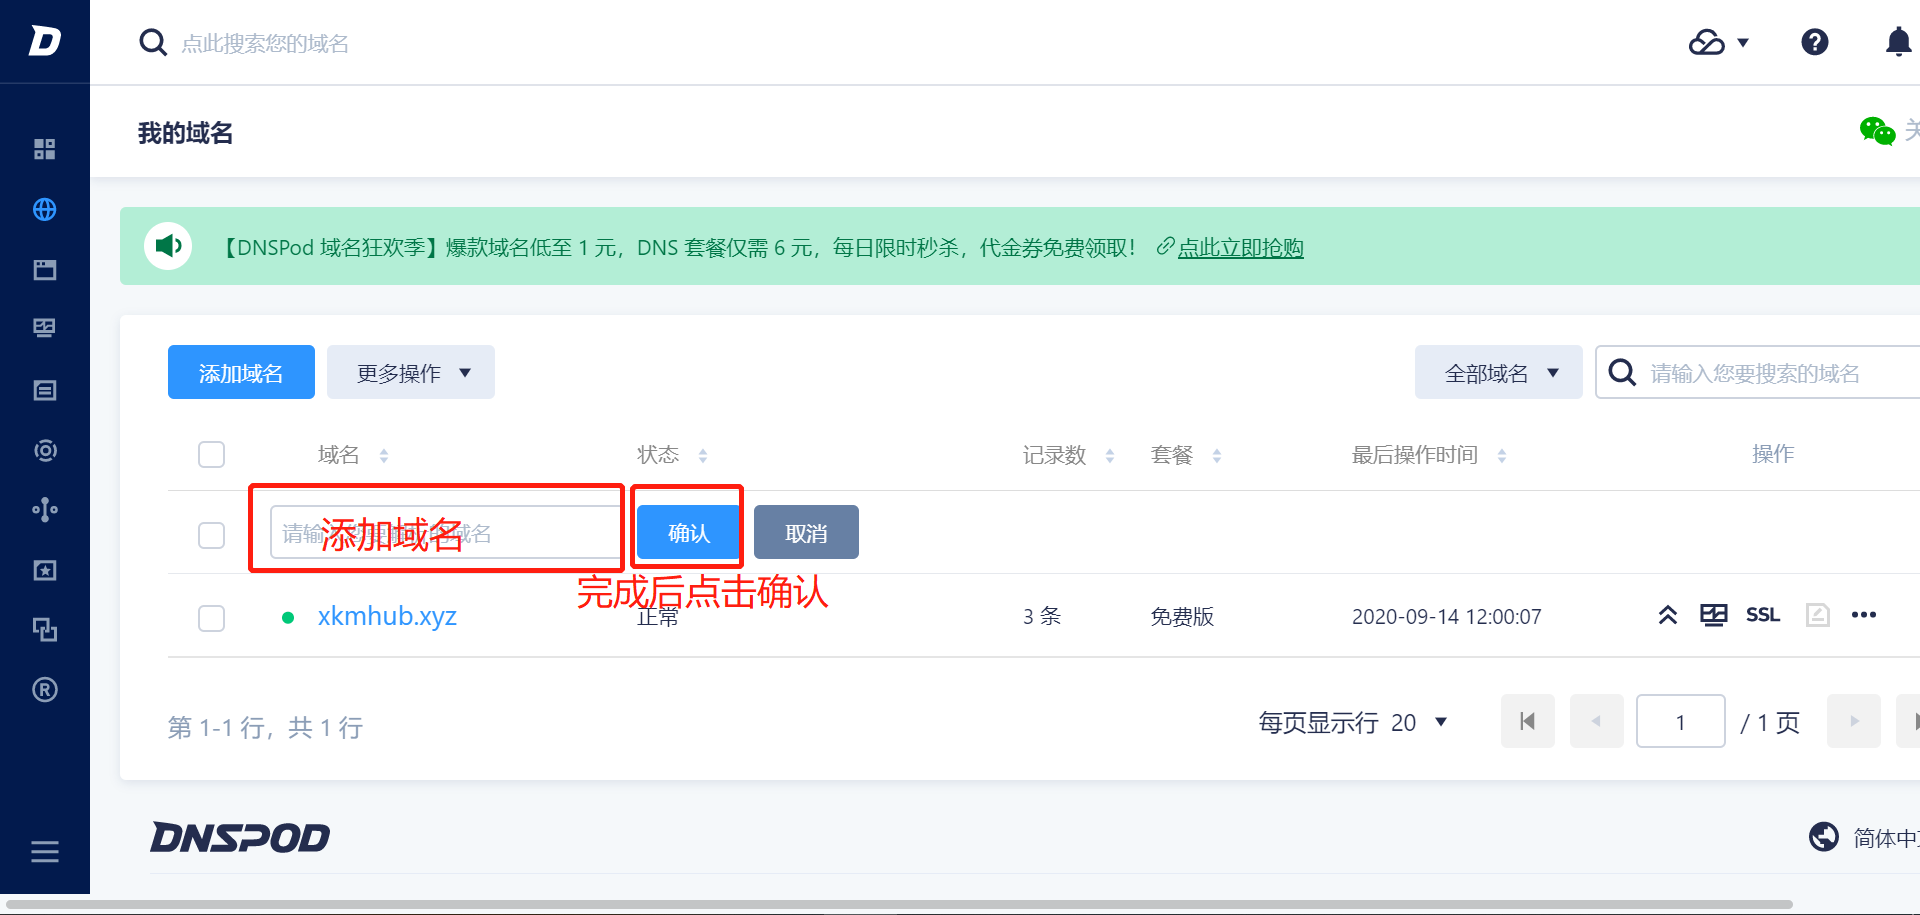 D
点此搜索您的域名
我的域名
关
【DNSPod 域名狂欢季】爆款域名低至 1 元，DNS 套餐仅需 6 元，每日限时秒杀，代金券免费领取！ 点此立即抢购
添加域名 更多操作 全部域名 请输入您要搜索的域名
域名 状态 记录数 套餐 最后操作时间 操作
添加域名 确认 取消
完成后点击确认
xkmhub.xyz 正常 3 条 免费版 2020-09-14 12:00:07 SSL
第 1-1 行，共 1 行 每页显示行 20 1 / 1 页
DNSPOD
简体中